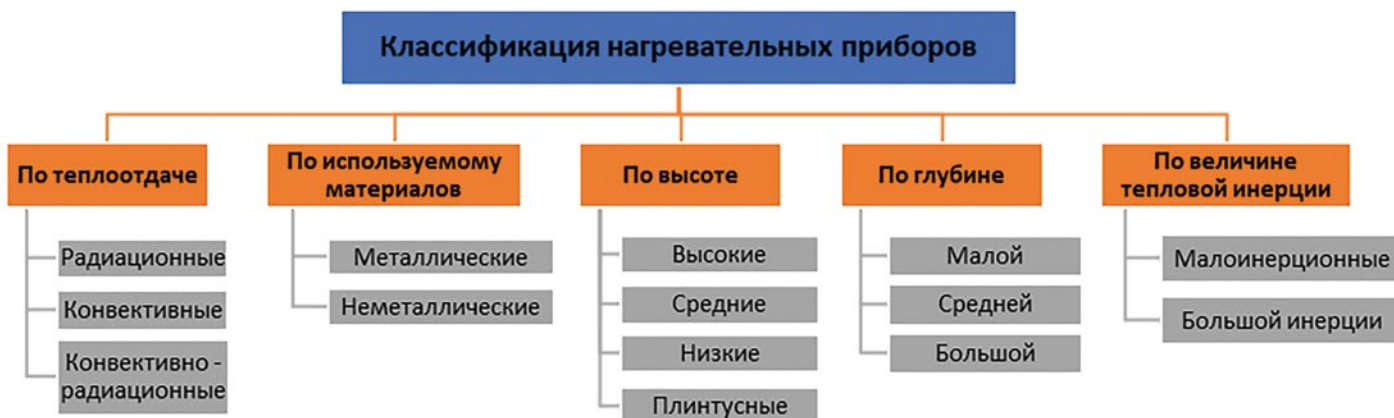 Классификация нагревательных приборов
По теплоотдаче
Радиационные
Конвективные
Конвективно -
радиационные
По используемому
материалов
Металлические
Неметаллические
По высоте
Высокие
Средние
Низкие
Плинтусные
По глубине
Малой
Средней
Большой
По величине
тепловой инерции
Малоинерционные
Большой инерции